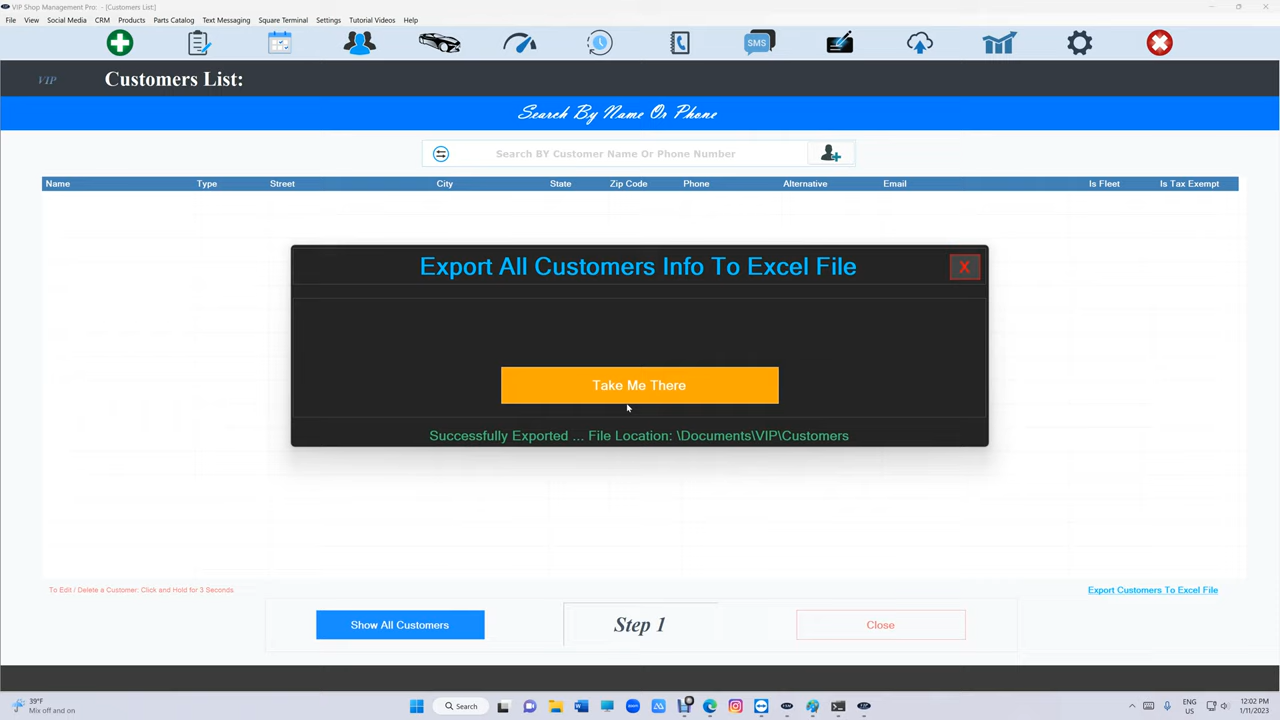 VIP Shop Management Pro: - [Customers List:]
File View Social Media CRM Products Parts Catalog Text Messaging Square Terminal Settings Tutorial Videos Help
SMS
VIP Customers List:
Search By Name Or Phone
Search BY Customer Name Or Phone Number
Name Type Street City State Zip Code Phone Alternative Email Is Fleet Is Tax Exempt
Export All Customers Info To Excel File X
Take Me There
Successfully Exported ... File Location: \Documents\VIP\Customers
To Edit / Delete a Customer: Click and Hold for 3 Seconds. Export Customers To Excel File
Show All Customers Step 1 Close
39°F
Mix off and on
Search
ENG
US
12:02 PM
1/11/2023